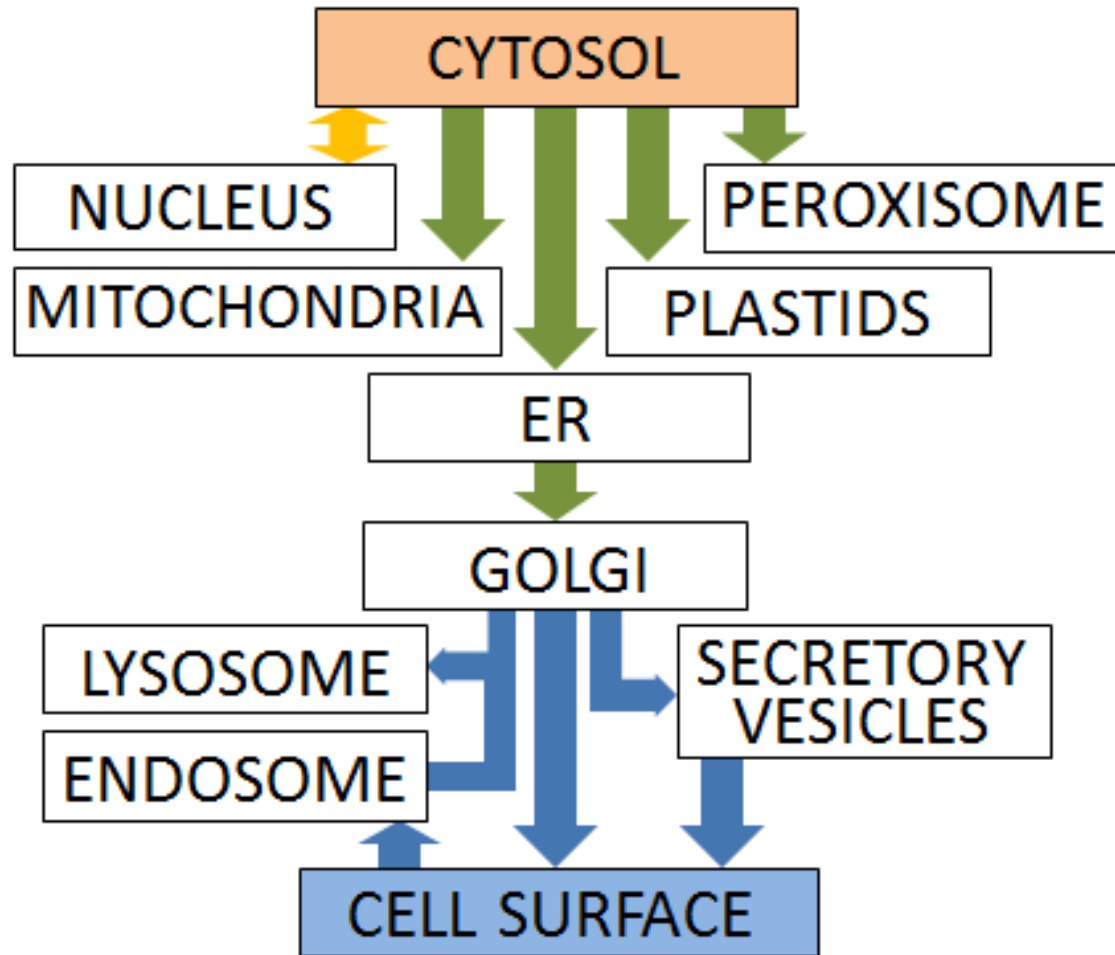 CYTOSOL
NUCLEUS
PEROXISOME
MITOCHONDRIA
PLASTIDS
ER
GOLGI
LYSOSOME
SECRETORY
VESICLES
ENDOSOME
CELL SURFACE